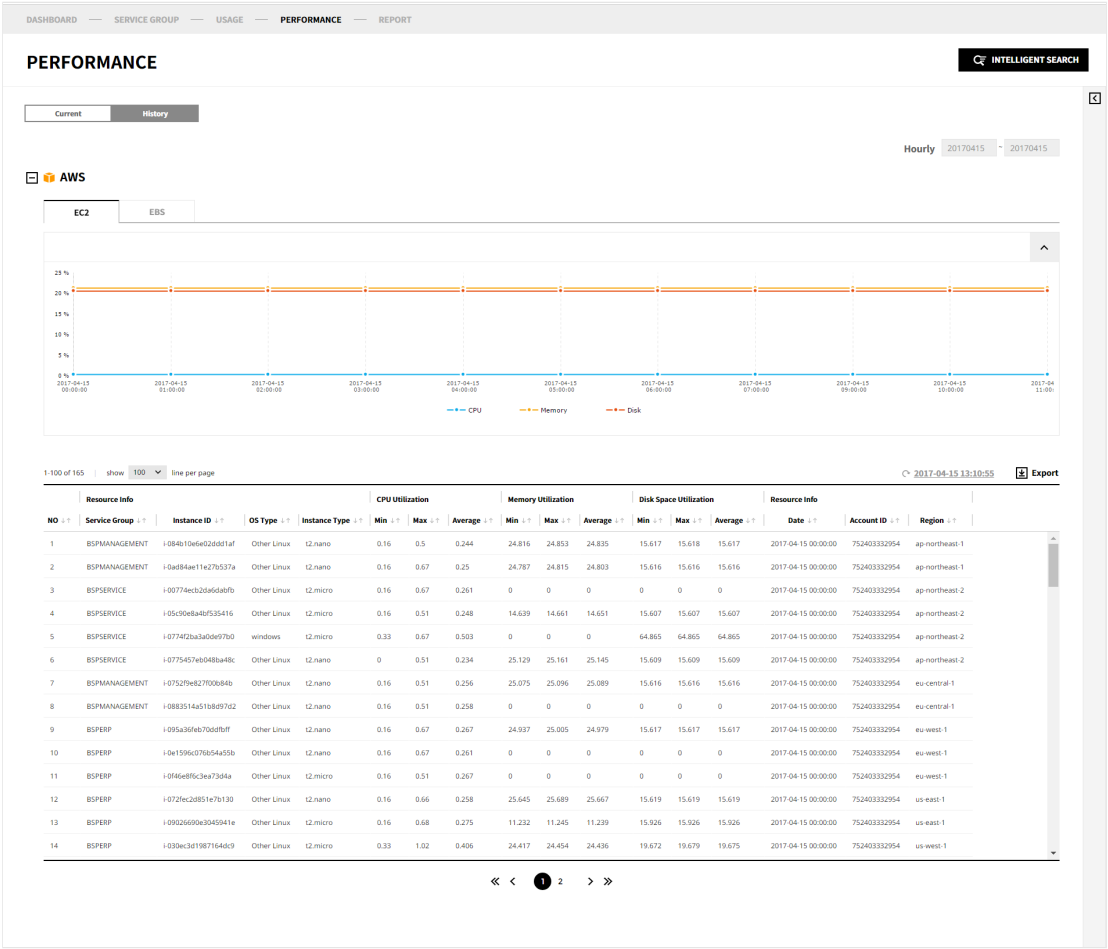 DASHBOARD — SERVICE GROUP — USAGE — PERFORMANCE — REPORT
PERFORMANCE
INTELLIGENT SEARCH
Current History
Hourly 20170415 ~ 20170415
AWS
EC2 EBS
25 %
20 %
15 %
10 %
5 %
0 %
2017-04-15 2017-04-15 2017-04-15 2017-04-15 2017-04-15 2017-04-15 2017-04-15 2017-04-15 2017-04-15 2017-04-15 2017-04
00:00:00 01:00:00 02:00:00 03:00:00 04:00:00 05:00:00 06:00:00 07:00:00 09:00:00 10:00:00 11:00:
CPU Memory Disk
1-100 of 165 | show 100 line per page 2017-04-15 13:10:55 Export
Resource Info CPU Utilization Memory Utilization Disk Space Utilization Resource Info
NO Service Group Instance ID OS Type Instance Type Min Max Average Min Max Average Min Max Average Date Account ID Region
1 BSPMANAGEMENT i-084b10e6e02ddd1af Other Linux t2.nano 0.16 0.5 0.244 24.816 24.853 24.835 15.617 15.618 15.617 2017-04-15 00:00:00 752403332954 ap-northeast-1
2 BSPMANAGEMENT i-0ad84ae11e27b537a Other Linux t2.nano 0.16 0.67 0.25 24.787 24.815 24.803 15.616 15.616 15.616 2017-04-15 00:00:00 752403332954 ap-northeast-1
3 BSPSERVICE i-00774ecb2da6dabfb Other Linux t2.micro 0.16 0.67 0.261 0 0 0 0 0 0 2017-04-15 00:00:00 752403332954 ap-northeast-2
4 BSPSERVICE i-05c90e8a4bf535416 Other Linux t2.micro 0.16 0.51 0.248 14.639 14.661 14.651 15.607 15.607 15.607 2017-04-15 00:00:00 752403332954 ap-northeast-2
5 BSPSERVICE i-0774f2ba3a0de97b0 windows t2.micro 0.33 0.67 0.503 0 0 0 64.865 64.865 64.865 2017-04-15 00:00:00 752403332954 ap-northeast-2
6 BSPSERVICE i-0775457eb048ba48c Other Linux t2.nano 0 0.51 0.234 25.129 25.161 25.145 15.609 15.609 15.609 2017-04-15 00:00:00 752403332954 ap-northeast-2
7 BSPMANAGEMENT i-0752f9e827f00b84b Other Linux t2.nano 0.16 0.51 0.256 25.075 25.096 25.089 15.616 15.616 15.616 2017-04-15 00:00:00 752403332954 eu-central-1
8 BSPMANAGEMENT i-0883514a51b8d97d2 Other Linux t2.nano 0.16 0.51 0.258 0 0 0 0 0 0 2017-04-15 00:00:00 752403332954 eu-central-1
9 BSPERP i-095a36feb70ddfbff Other Linux t2.nano 0.16 0.67 0.267 24.937 25.005 24.979 15.617 15.617 15.617 2017-04-15 00:00:00 752403332954 eu-west-1
10 BSPERP i-0e1596c076b54a55b Other Linux t2.nano 0.16 0.67 0.261 0 0 0 0 0 0 2017-04-15 00:00:00 752403332954 eu-west-1
11 BSPERP i-0f46e8f6c3ea73d4a Other Linux t2.micro 0.16 0.51 0.267 0 0 0 0 0 0 2017-04-15 00:00:00 752403332954 eu-west-1
12 BSPERP i-072fec2d851e7b130 Other Linux t2.nano 0.16 0.66 0.258 25.645 25.689 25.667 15.619 15.619 15.619 2017-04-15 00:00:00 752403332954 us-east-1
13 BSPERP i-09026690e3045941e Other Linux t2.micro 0.16 0.68 0.275 11.232 11.245 11.239 15.926 15.926 15.926 2017-04-15 00:00:00 752403332954 us-east-1
14 BSPERP i-030ec3d1987164dc9 Other Linux t2.micro 0.33 1.02 0.406 24.417 24.454 24.436 19.672 19.679 19.675 2017-04-15 00:00:00 752403332954 us-west-1
1 2